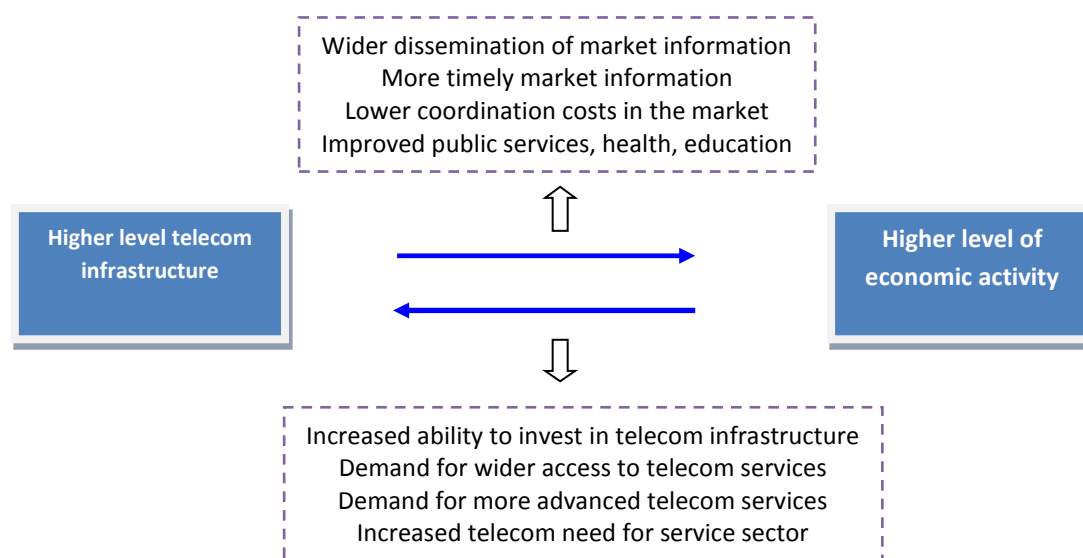 Wider dissemination of market information
More timely market information
Lower coordination costs in the market
Improved public services, health, education
Higher level telecom
infrastructure
Higher level of
economic activity
Increased ability to invest in telecom infrastructure
Demand for wider access to telecom services
Demand for more advanced telecom services
Increased telecom need for service sector